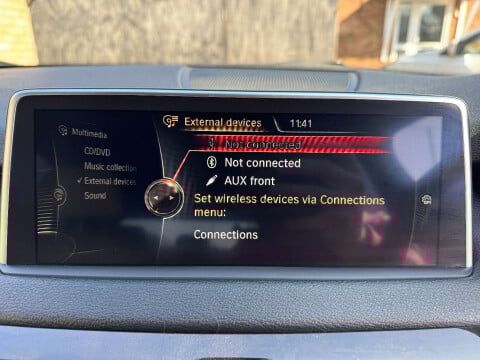 External devices 11:41
Multimedia
CD/DVD
Music collection
✓ External devices
Sound
Not connected
Not connected
AUX front
Set wireless devices via Connections
menu:
Connections